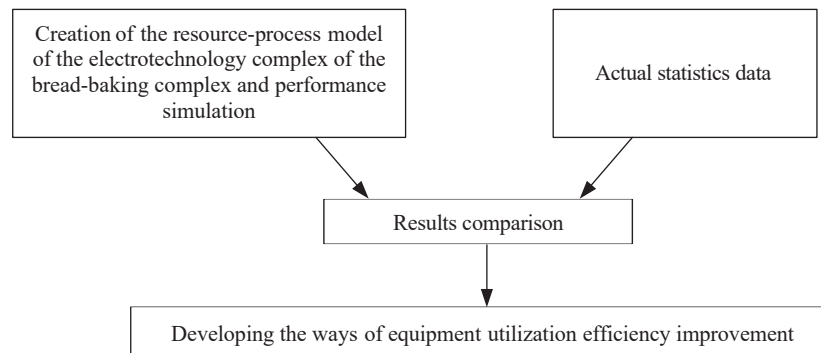 Creation of the resource-process model
of the electrotechnology complex of the
bread-baking complex and performance
simulation
Actual statistics data
Results comparison
Developing the ways of equipment utilization efficiency improvement